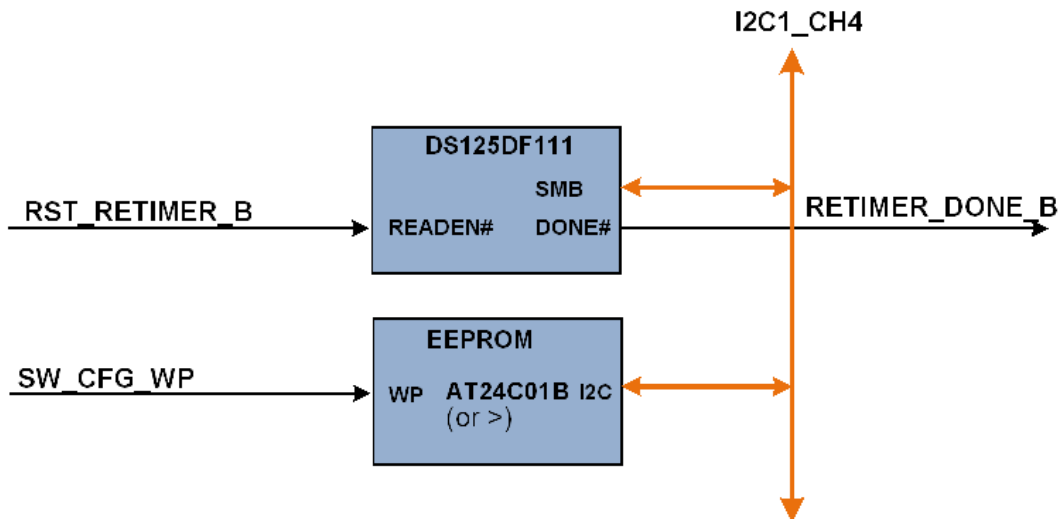 I2C1_CH4
DS125DF111
SMB
RST_RETIMER_B
READEN# DONE#
RETIMER_DONE_B
EEPROM
SW_CFG_WP
WP AT24C01B I2C
(or >)